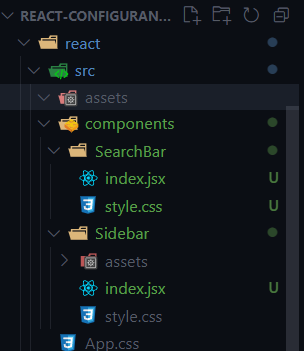 REACT-CONFIGURAN...
react
src
assets
components
SearchBar
index.jsx U
style.css U
Sidebar
assets
index.jsx U
style.css
App.css